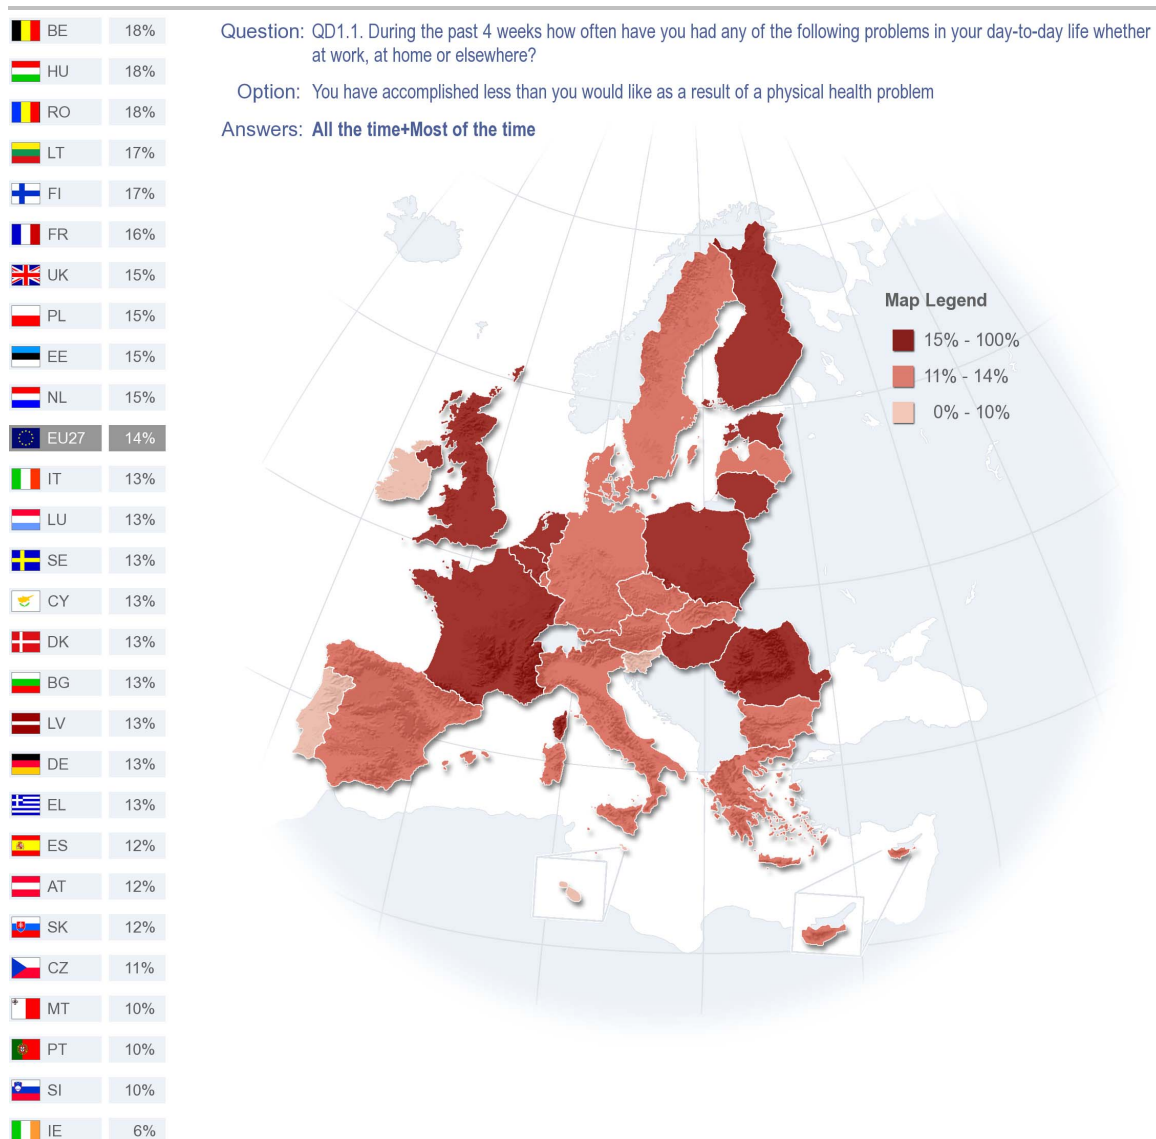 Question: QD1.1. During the past 4 weeks how often have you had any of the following problems in your day-to-day life whether
at work, at home or elsewhere?
Option: You have accomplished less than you would like as a result of a physical health problem
Answers: All the time+Most of the time
BE 18%
HU 18%
RO 18%
LT 17%
FI 17%
FR 16%
UK 15%
PL 15%
EE 15%
NL 15%
EU27 14%
IT 13%
LU 13%
SE 13%
CY 13%
DK 13%
BG 13%
LV 13%
DE 13%
EL 13%
ES 12%
AT 12%
SK 12%
CZ 11%
MT 10%
PT 10%
SI 10%
IE 6%
Map Legend
15% - 100%
11% - 14%
0% - 10%